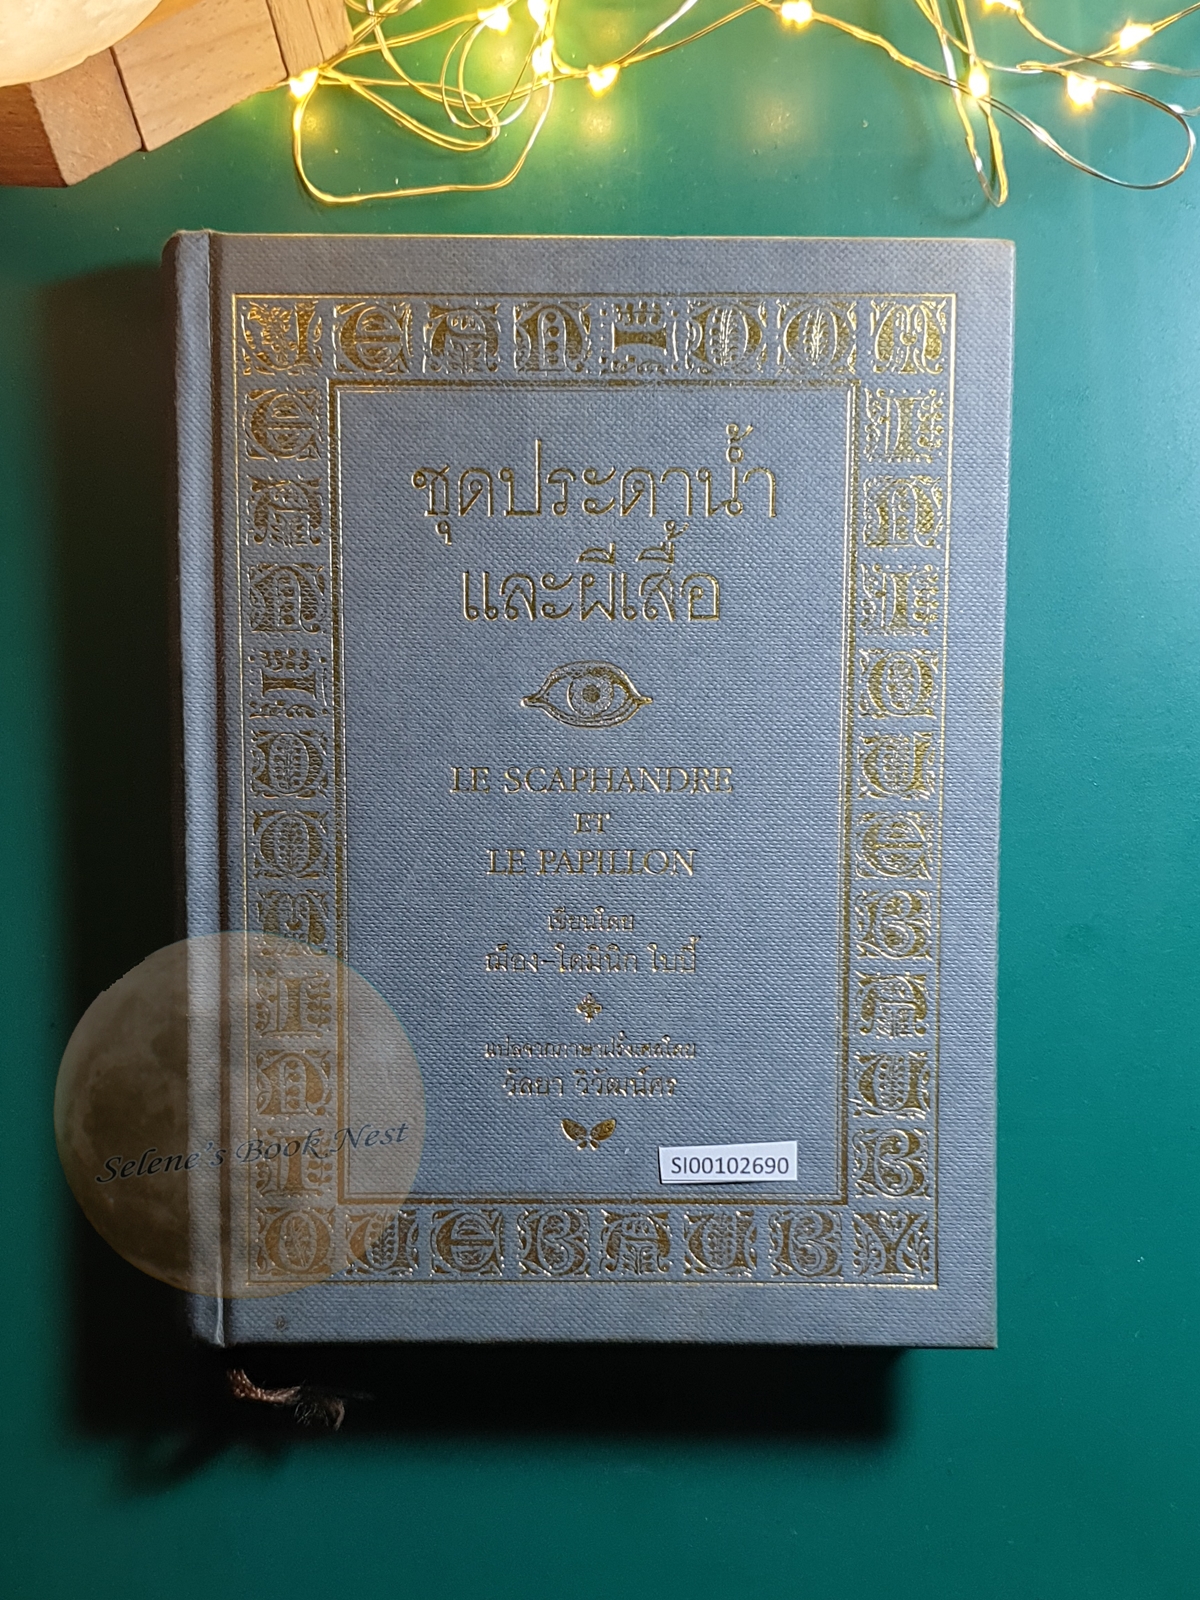 ชุดประดาน้ำ
และผีเสื้อ
LE SCAPHANDRE
ET
LE PAPILLON
เขียนโดย
ฌ็อง-โดมินิก โบบี้
แปลจากภาษาฝรั่งเศสโดย
วัลยา วิวัฒน์ศร
SI00102690
Selene's Book Nest